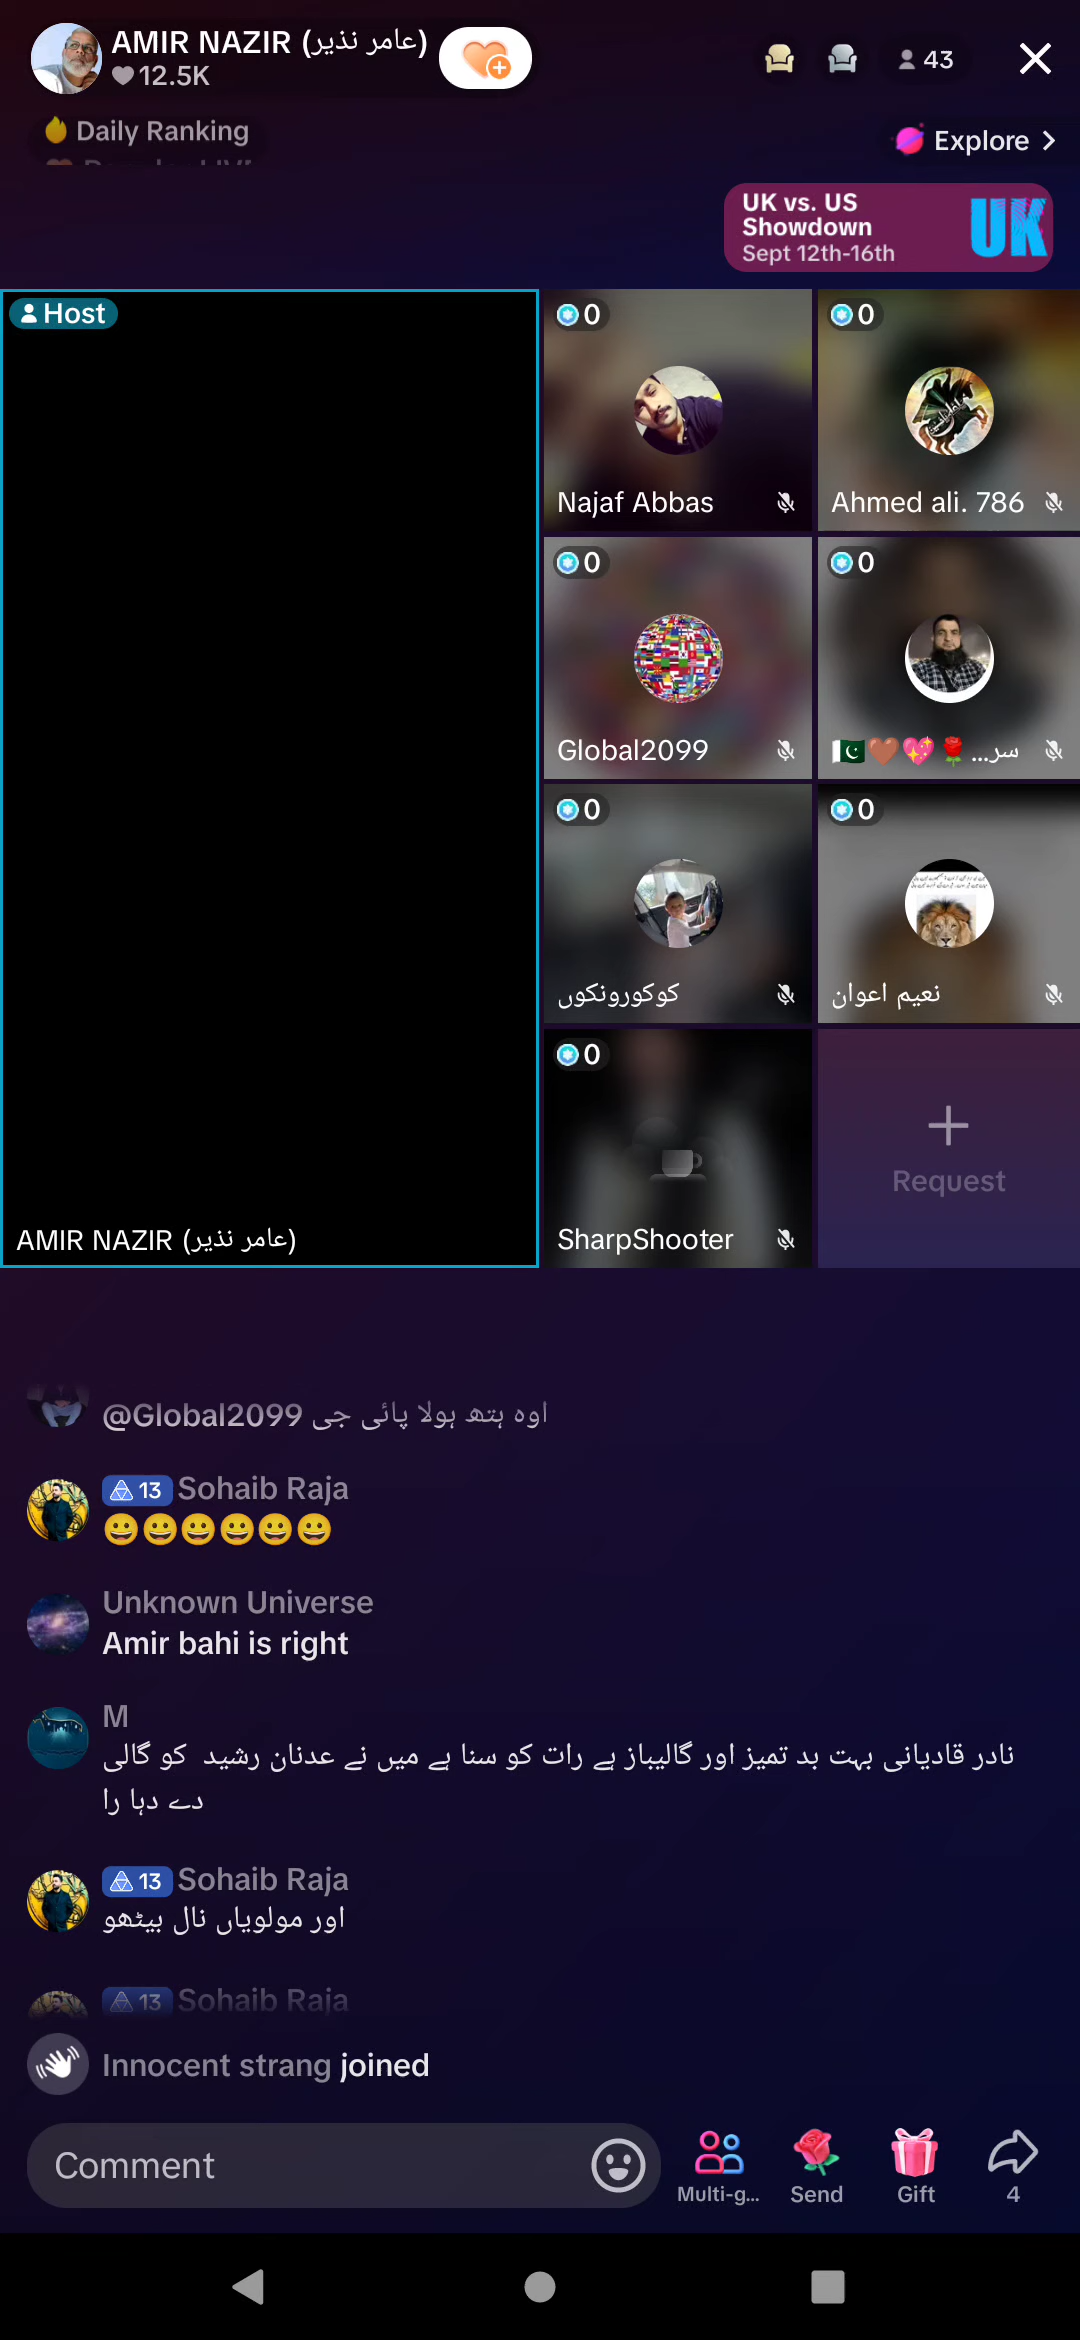 AMIR NAZIR (عامر نذیر)
12.5K
43
Daily Ranking
Explore
UK vs. US
Showdown
Sept 12th-16th
UK
Host
0
0
Najaf Abbas
Ahmed ali. 786
0
0
Global2099
🇵🇰🤎💖🌹...سر
0
0
کوکورونکوں
نعیم اعوان
0
SharpShooter
Request
AMIR NAZIR (عامر نذیر)
@Global2099 اوہ ہتھ ہولا پائی جی
13 Sohaib Raja
😀😀😀😀😀😀
Unknown Universe
Amir bahi is right
M
نادر قادیانی بہت بد تمیز اور گالیباز ہے رات کو سنا ہے میں نے عدنان رشید کو گالی
دے دہا را
13 Sohaib Raja
اور مولویاں نال بیٹھو
13 Sohaib Raja
Innocent strang joined
Comment
Multi-g...
Send
Gift
4